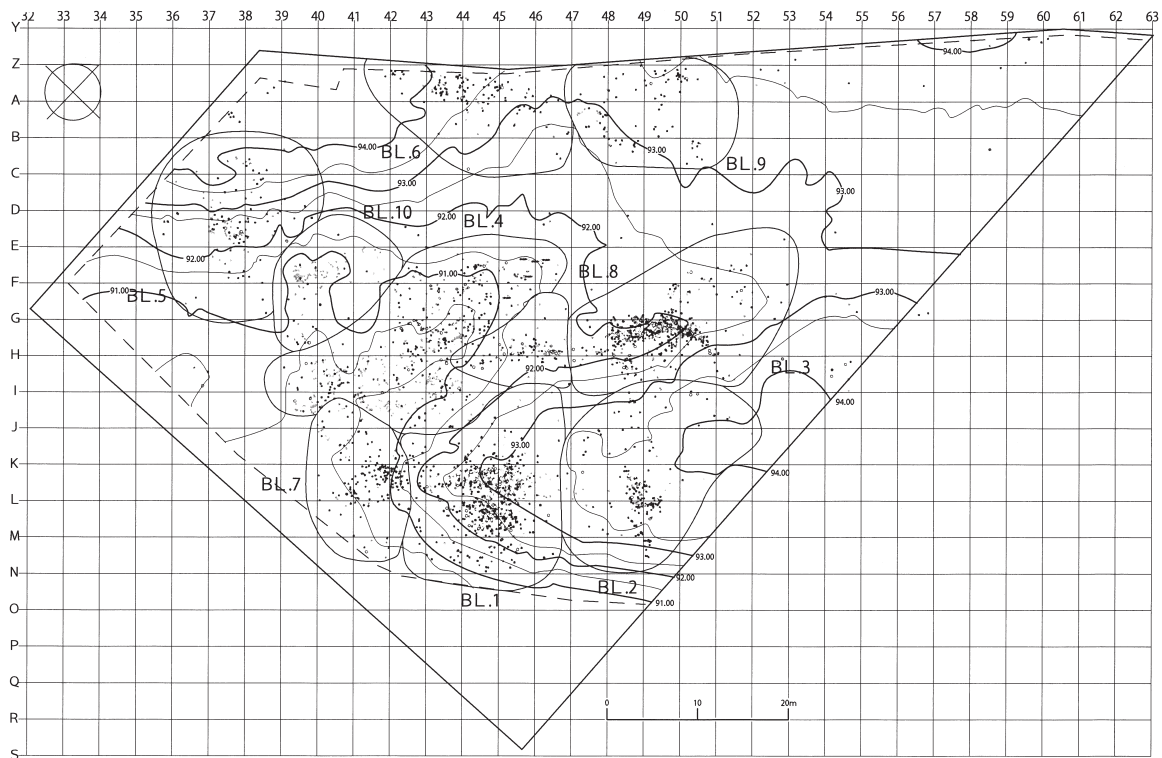 32 33 34 35 36 37 38 39 40 41 42 43 44 45 46 47 48 49 50 51 52 53 54 55 56 57 58 59 60 61 62 63
Y
94.00
Z
A
B
94.00 BL.6 93.00 BL.9
C
93.00 93.00
D
BL.10 92.00 BL.4 92.00
E
92.00
BL.8
91.00
F
91.00 BL.5 93.00
G
H
92.00 BL.3
I
94.00
J
93.00
K
94.00
BL.7
L
M
93.00
N
92.00
BL.2
BL.1 91.00
O
P
Q
0 10 20m
R
S